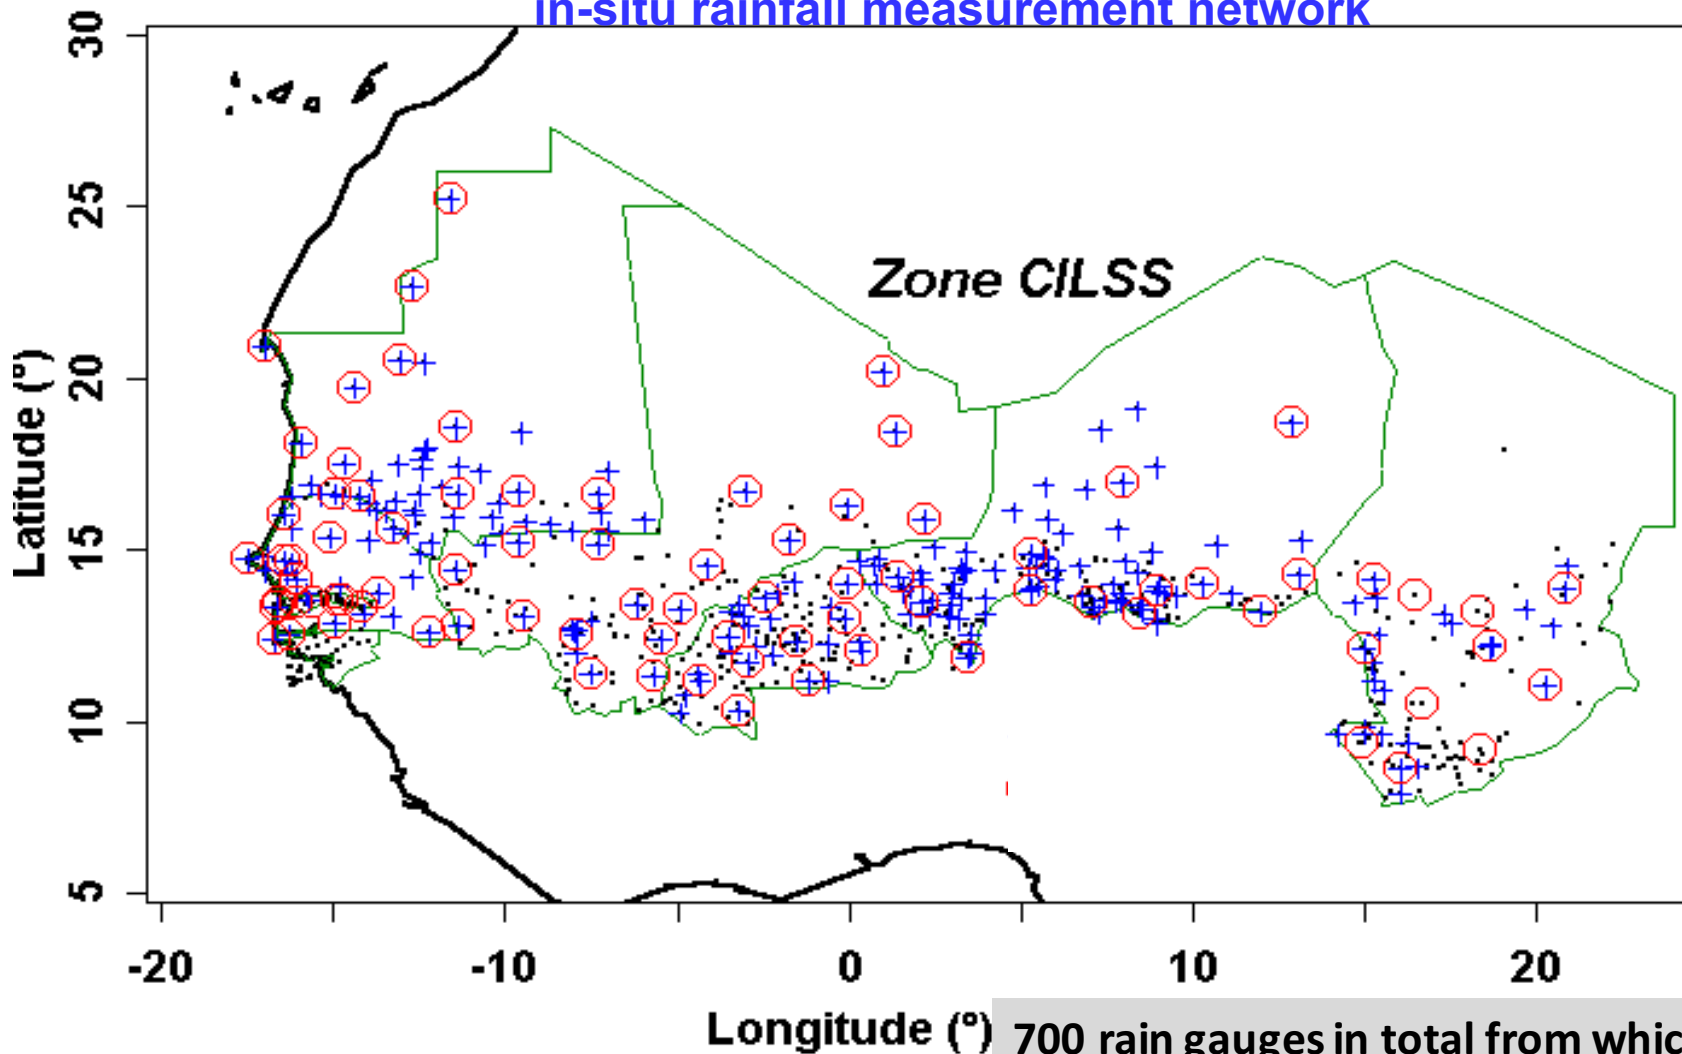 in-situ rainfall measurement network
30
25
20
15
10
5
Latitude (°)
Zone CILSS
-20 -10 0 10 20
Longitude (°)
700 rain gauges in total from whic